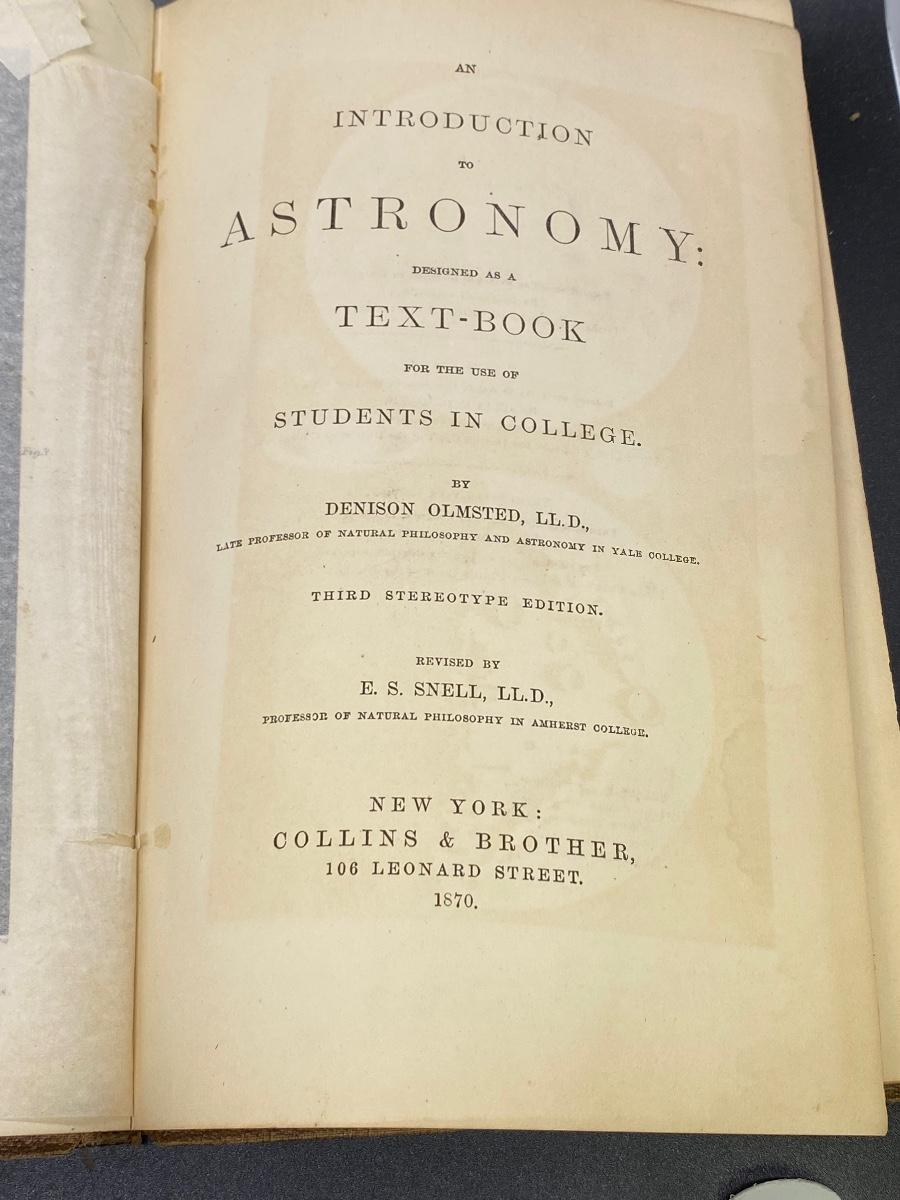 AN
INTRODUCTION
TO
ASTRONOMY:
DESIGNED AS A
TEXT-BOOK
FOR THE USE OF
STUDENTS IN COLLEGE.
BY
DENISON OLMSTED, LL.D.,
LATE PROFESSOR OF NATURAL PHILOSOPHY AND ASTRONOMY IN YALE COLLEGE.
THIRD STEREOTYPE EDITION.
REVISED BY
E. S. SNELL, LL.D.,
PROFESSOR OF NATURAL PHILOSOPHY IN AMHERST COLLEGE.
NEW YORK:
COLLINS & BROTHER,
106 LEONARD STREET.
1870.